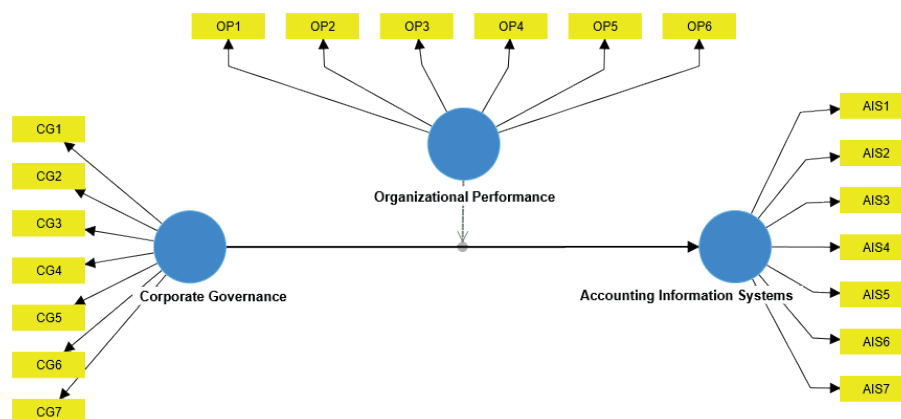 OP1
OP2
OP3
OP4
OP5
OP6
Organizational Performance
CG1
CG2
CG3
CG4
CG5
CG6
CG7
Corporate Governance
Accounting Information Systems
AIS1
AIS2
AIS3
AIS4
AIS5
AIS6
AIS7